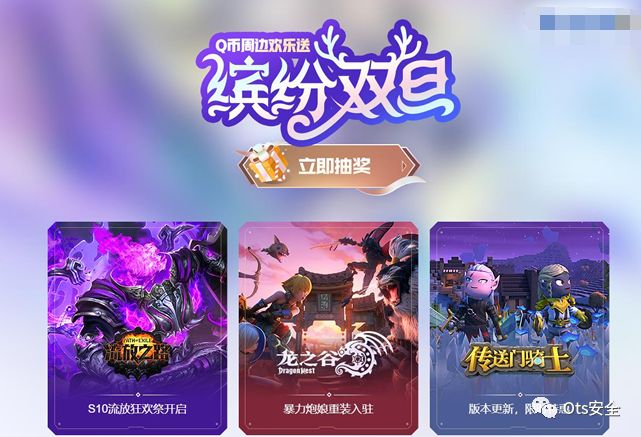 Q币周边欢乐送
缤纷双旦
立即抽奖
PATH OF EXILE
流放之路
S10流放狂欢祭开启
龙之谷
DragonNest
暴力炮娘重装入驻
传送门骑士
版本更新，限
Ots安全